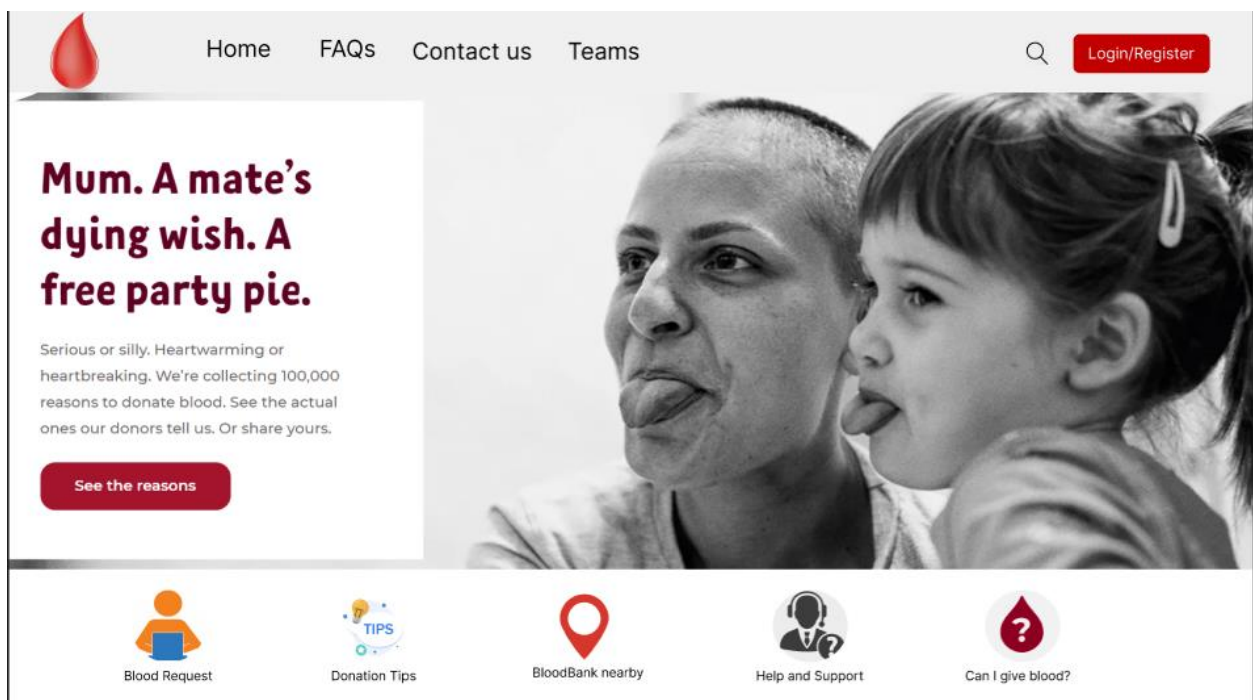 Home FAQs Contact us Teams Login/Register
Mum. A mate's
dying wish. A
free party pie.
Serious or silly. Heartwarming or
heartbreaking. We're collecting 100,000
reasons to donate blood. See the actual
ones our donors tell us. Or share yours.
See the reasons
TIPS
?
?
Blood Request Donation Tips BloodBank nearby Help and Support Can I give blood?